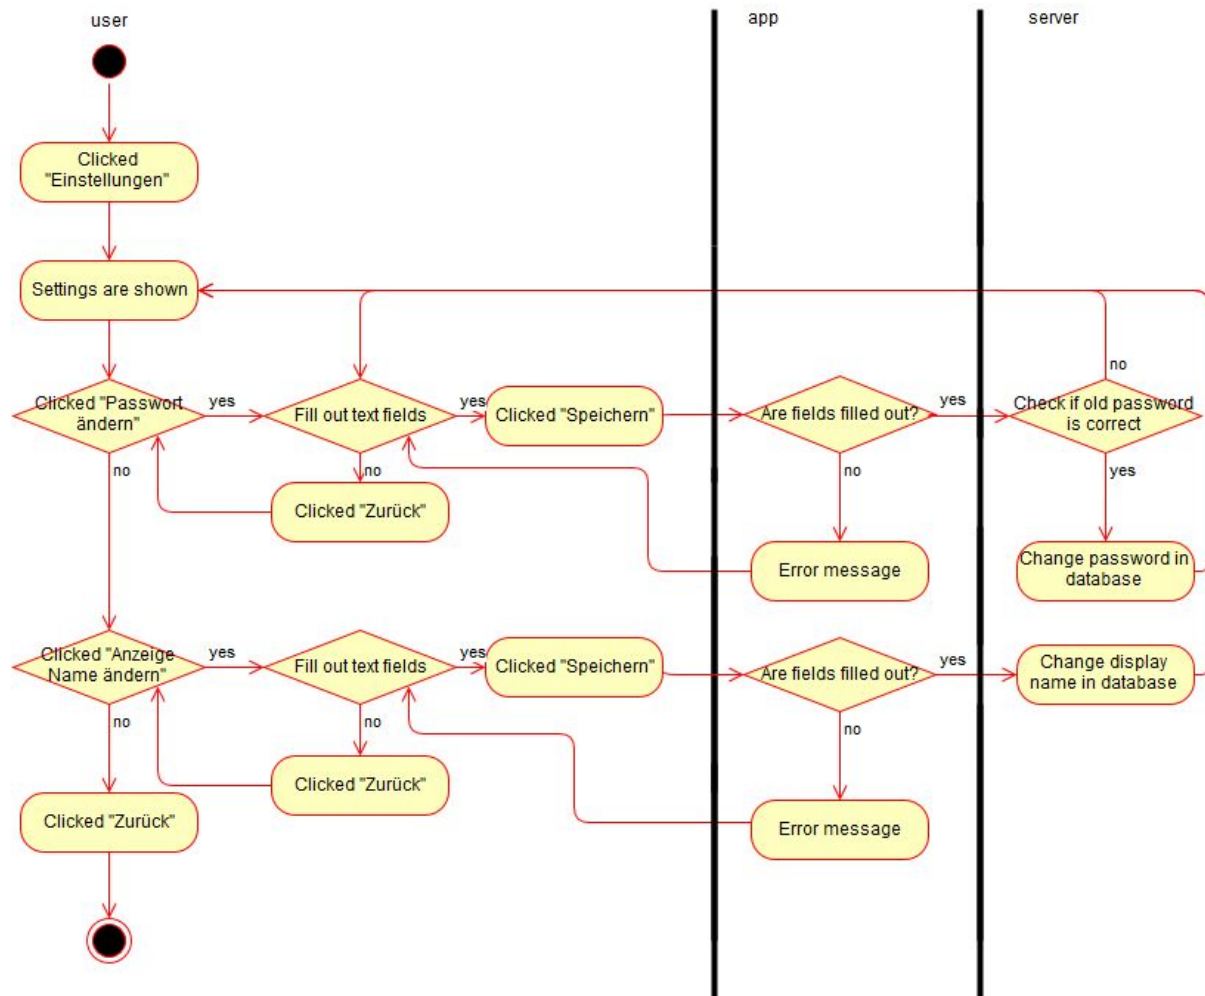 user
app
server
Clicked
"Einstellungen"
Settings are shown
no
Clicked "Passwort
ändern"
yes
Fill out text fields
yes
Clicked "Speichern"
Are fields filled out?
yes
Check if old password
is correct
no
no
no
yes
Clicked "Zurück"
Error message
Change password in
database
Clicked "Anzeige
Name ändern"
yes
Fill out text fields
yes
Clicked "Speichern"
Are fields filled out?
yes
Change display
name in database
no
no
no
Clicked "Zurück"
Clicked "Zurück"
Error message